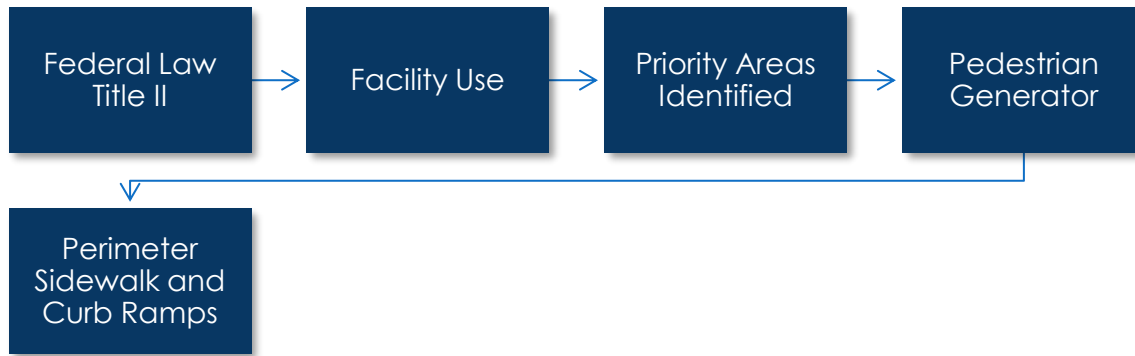 Federal Law
Title II
Facility Use
Priority Areas
Identified
Pedestrian
Generator
Perimeter
Sidewalk and
Curb Ramps